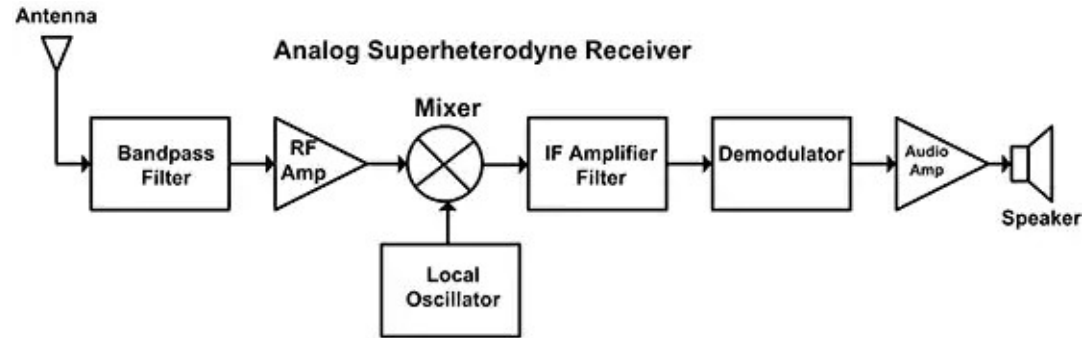 Antenna
Analog Superheterodyne Receiver
Mixer
Bandpass
Filter
RF
Amp
IF Amplifier
Filter
Demodulator
Audio
Amp
Speaker
Local
Oscillator